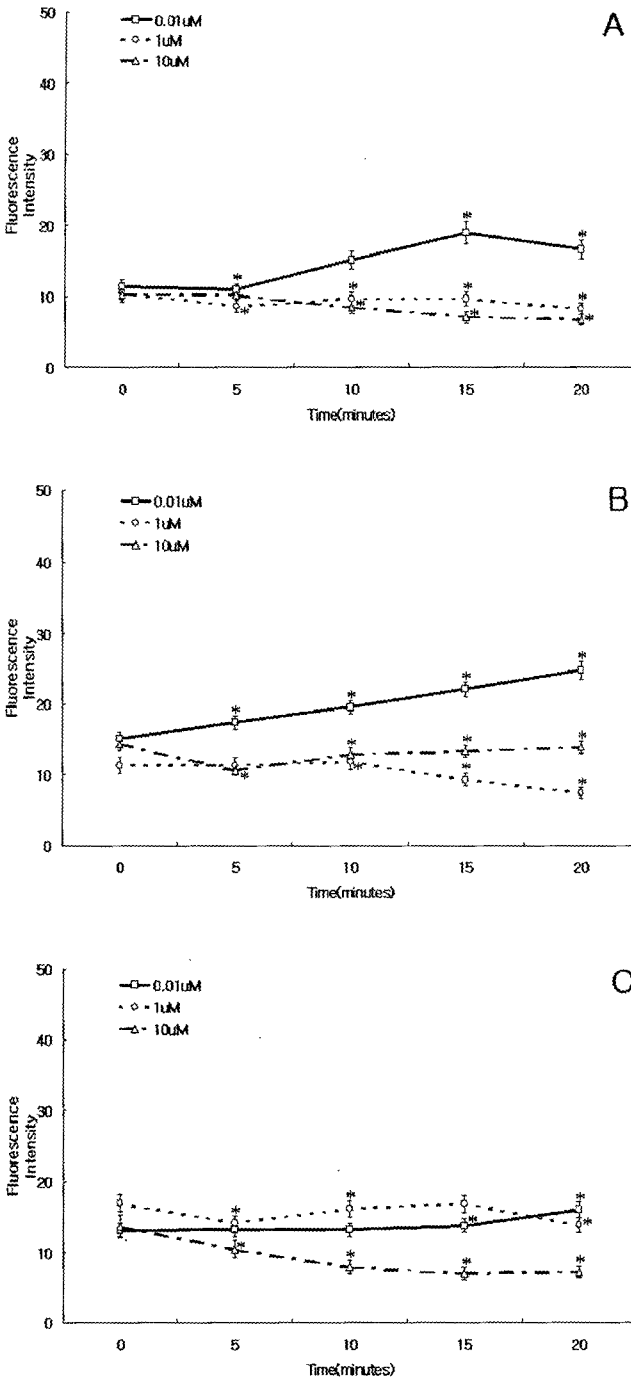 A
50
0.01uM
1uM
10uM
40
30
20
10
0
Fluorescence
Intensity
* * * * * * * * * * *
0 5 10 15 20
Time(minutes)
B
50
0.01uM
1uM
10uM
40
30
20
10
0
Fluorescence
Intensity
* * * * * * * * * * *
0 5 10 15 20
Time(minutes)
C
50
0.01uM
1uM
10uM
40
30
20
10
0
Fluorescence
Intensity
* * * * * * * * *
0 5 10 15 20
Time(minutes)